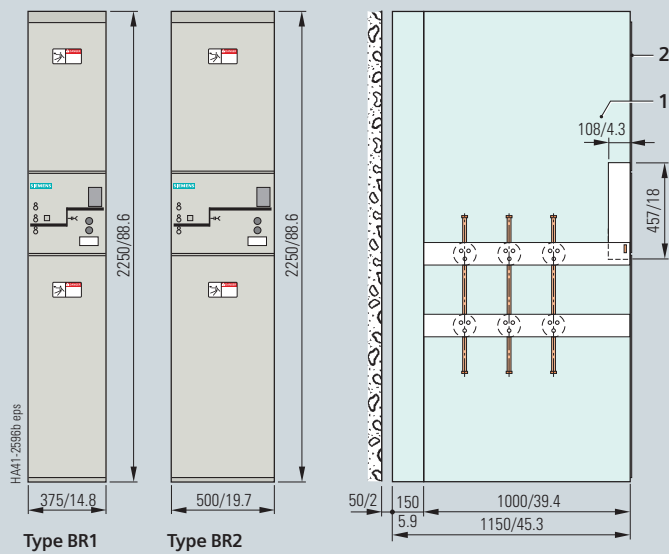 SIEMENS
SIEMENS
2250/88.6
2250/88.6
HA41-2596b eps
375/14.8
500/19.7
Type BR1
Type BR2
2
1
108/4.3
457/18
50/2
150
5.9
1000/39.4
1150/45.3